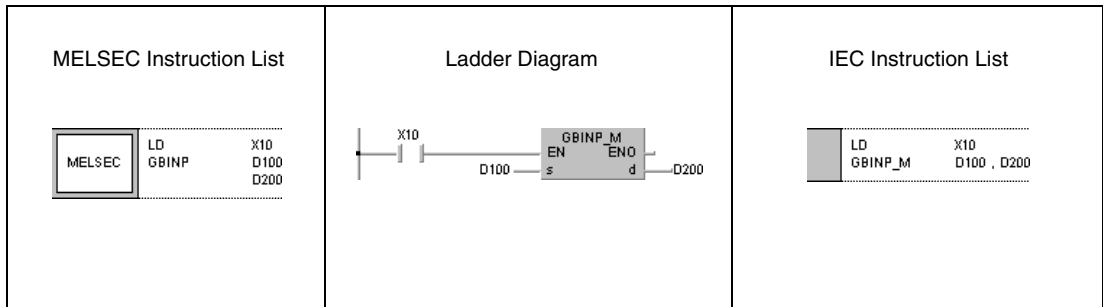 MELSEC Instruction List
MELSEC
LD X10
GBINP D100
D200
Ladder Diagram
X10
GBINP_M
EN ENO
D100 s d D200
IEC Instruction List
LD X10
GBINP_M D100 , D200